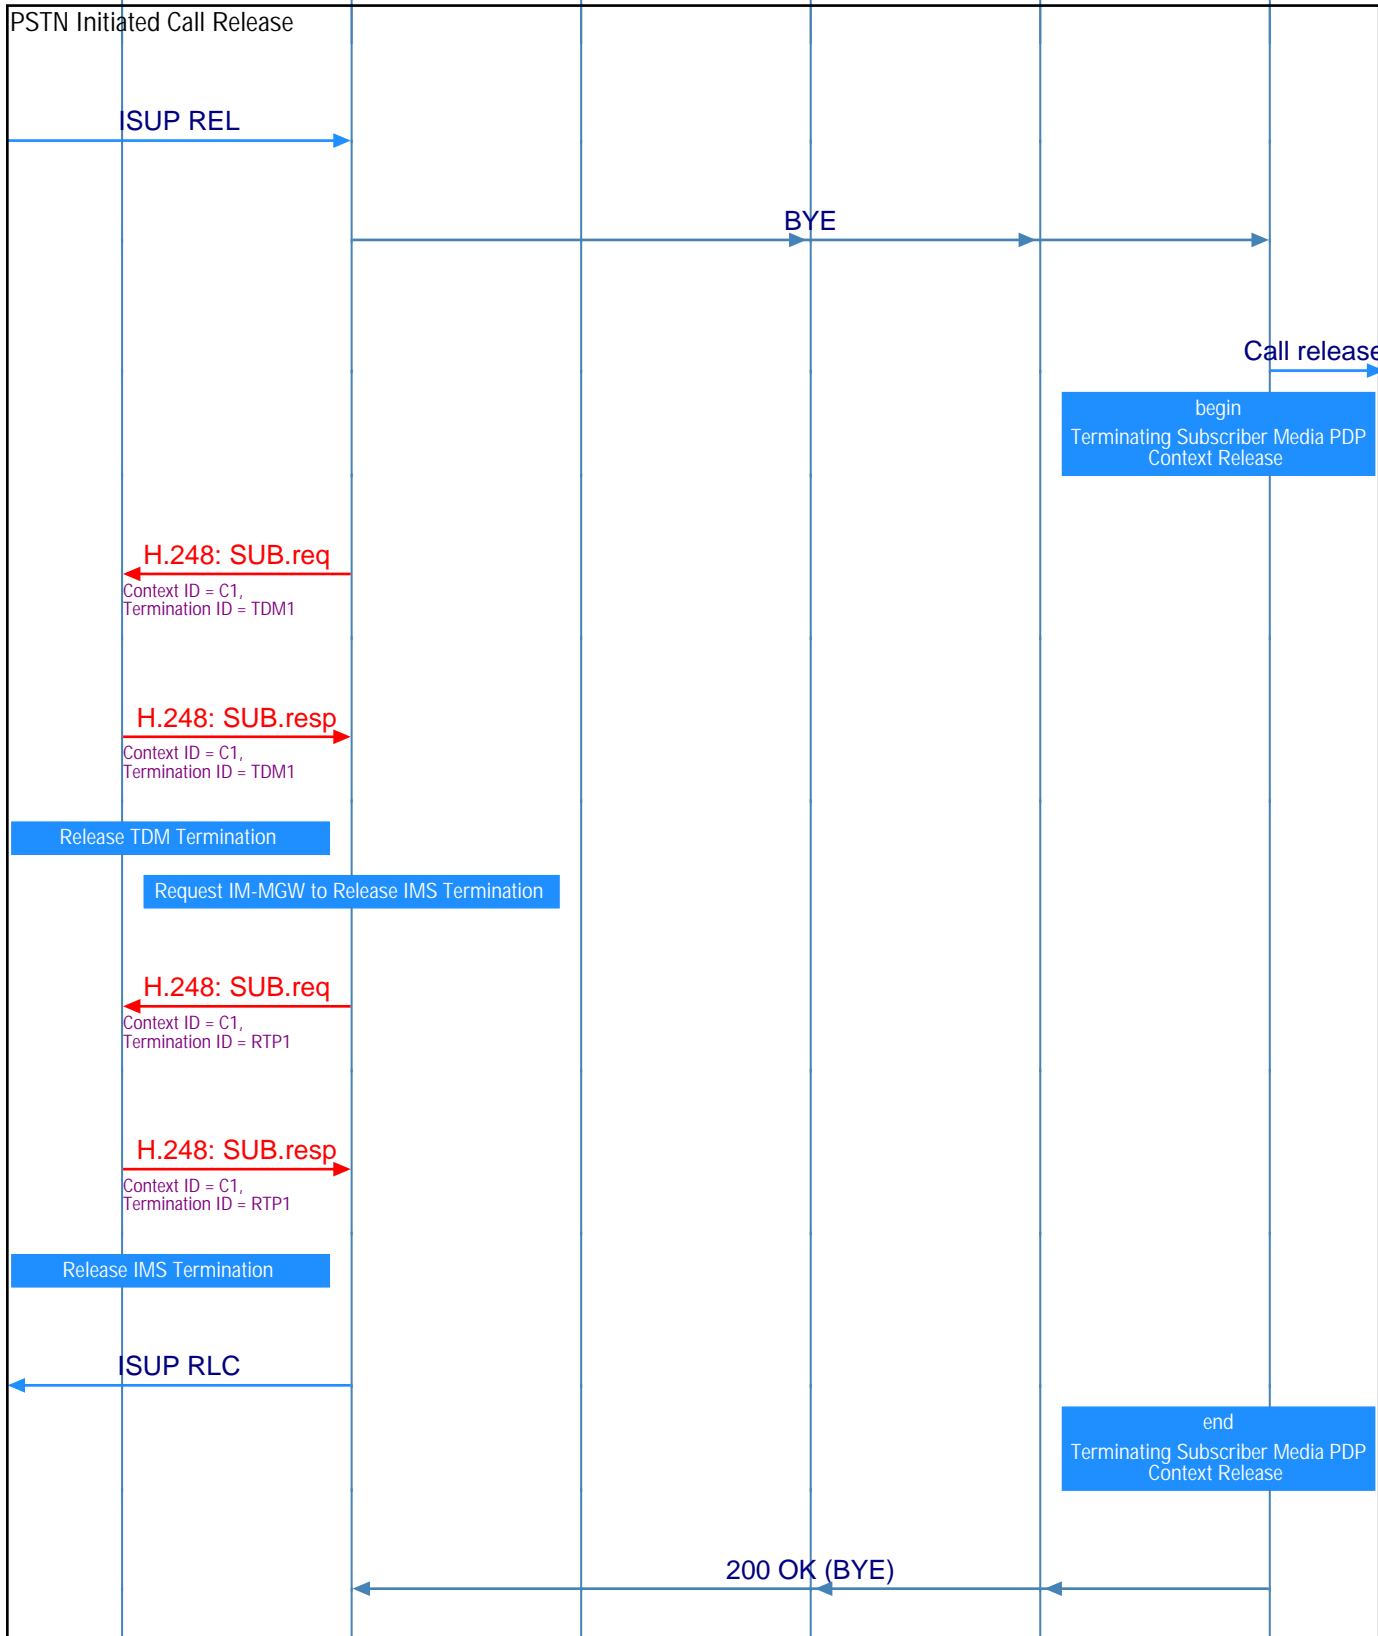 PSTN Initiated Call Release
ISUP REL
BYE
Call release
begin
Terminating Subscriber Media PDP
Context Release
H.248: SUB.req
Context ID = C1,
Termination ID = TDM1
H.248: SUB.resp
Context ID = C1,
Termination ID = TDM1
Release TDM Termination
Request IM-MGW to Release IMS Termination
H.248: SUB.req
Context ID = C1,
Termination ID = RTP1
H.248: SUB.resp
Context ID = C1,
Termination ID = RTP1
Release IMS Termination
ISUP RLC
end
Terminating Subscriber Media PDP
Context Release
200 OK (BYE)